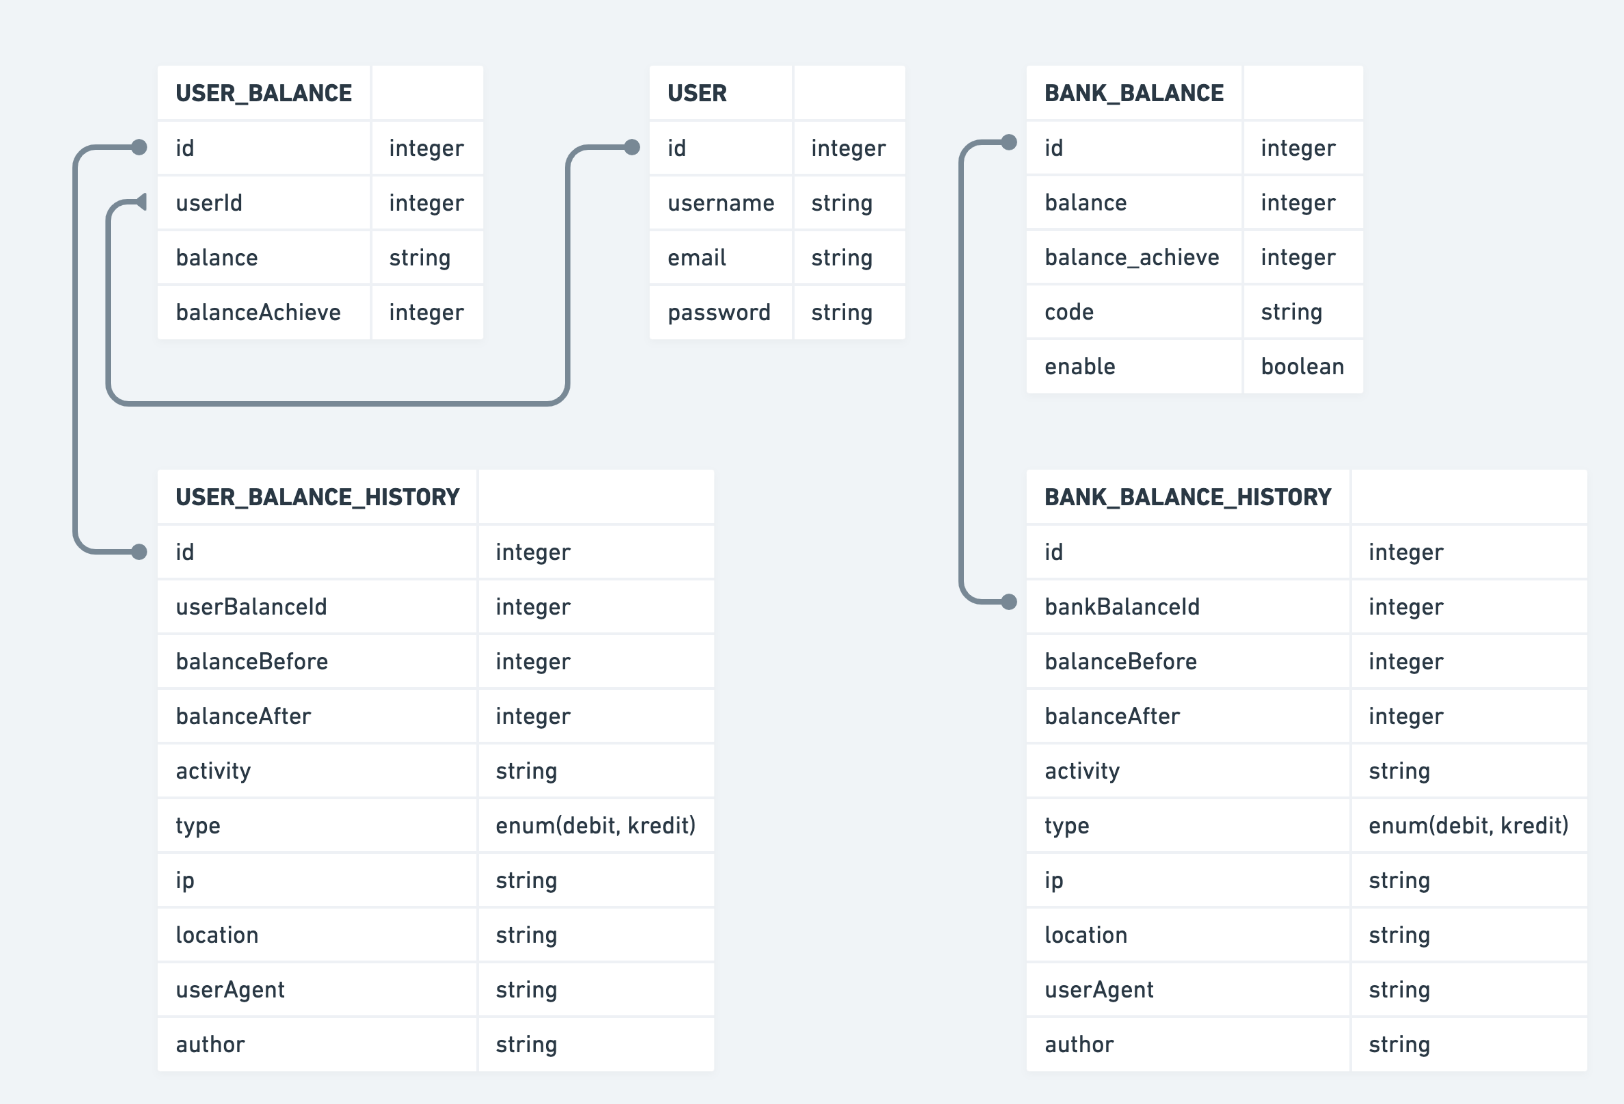 USER_BALANCE
id integer
userId integer
balance string
balanceAchieve integer
USER
id integer
username string
email string
password string
BANK_BALANCE
id integer
balance integer
balance_achieve integer
code string
enable boolean
USER_BALANCE_HISTORY
id integer
userBalanceId integer
balanceBefore integer
balanceAfter integer
activity string
type enum(debit, kredit)
ip string
location string
userAgent string
author string
BANK_BALANCE_HISTORY
id integer
bankBalanceId integer
balanceBefore integer
balanceAfter integer
activity string
type enum(debit, kredit)
ip string
location string
userAgent string
author string